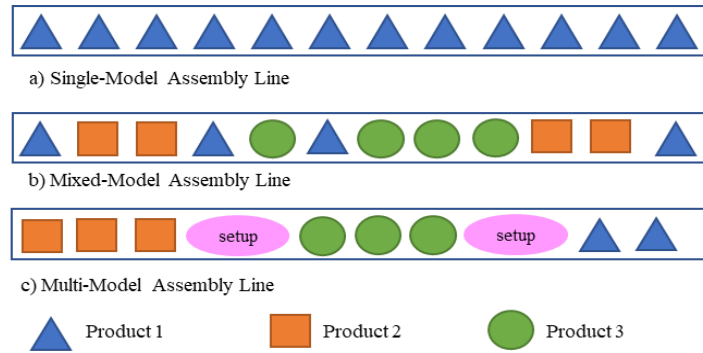 a) Single-Model Assembly Line
b) Mixed-Model Assembly Line
setup setup
c) Multi-Model Assembly Line
Product 1 Product 2 Product 3